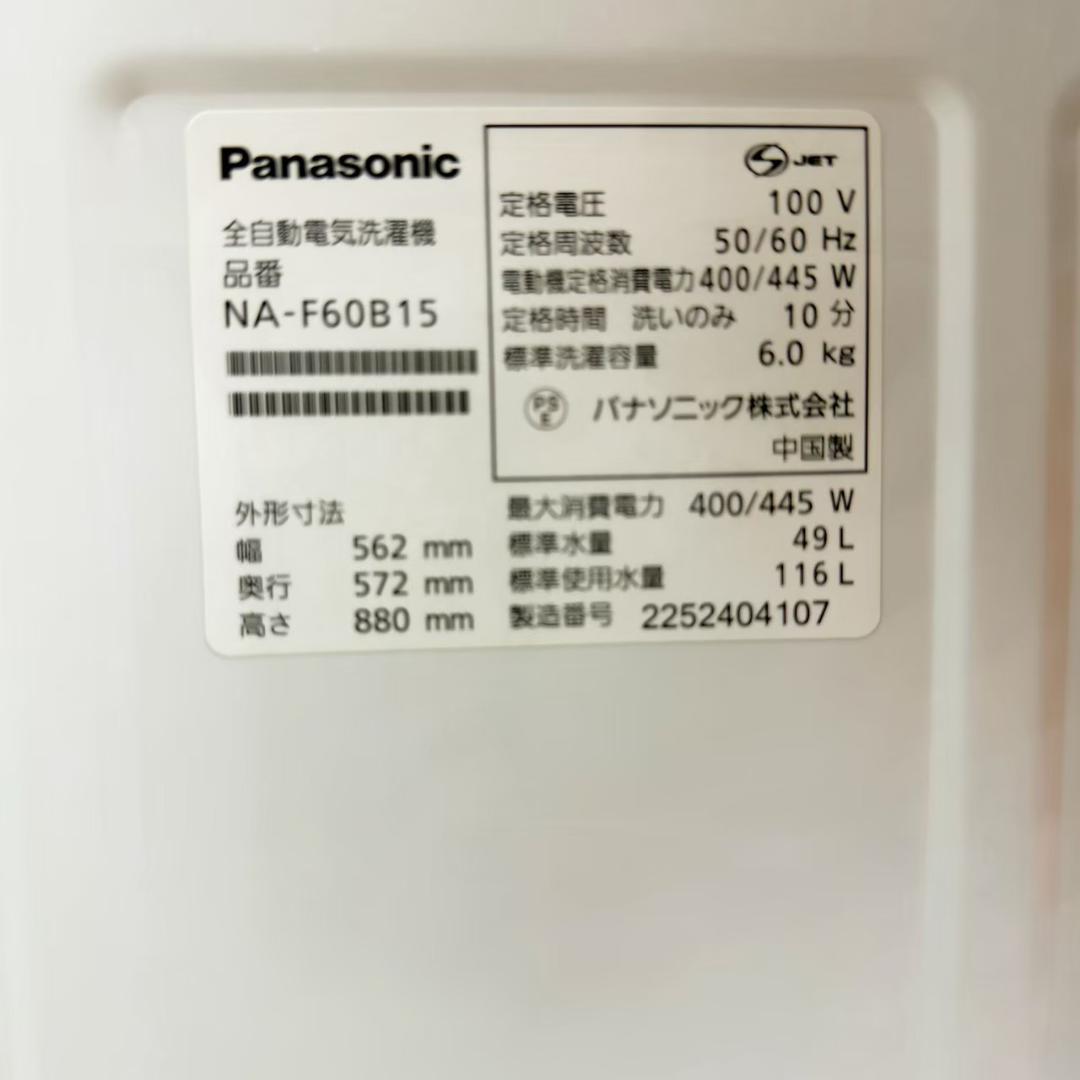 Panasonic
全自動電気洗濯機
品番
NA-F60B15
JET
定格電圧 100 V
定格周波数 50/60 Hz
電動機定格消費電力 400/445 W
定格時間 洗いのみ 10 分
標準洗濯容量 6.0 kg
PS
E
パナソニック株式会社
中国製
外形寸法
幅 562 mm
奥行 572 mm
高さ 880 mm
最大消費電力 400/445 W
標準水量 49 L
標準使用水量 116 L
製造番号 2252404107